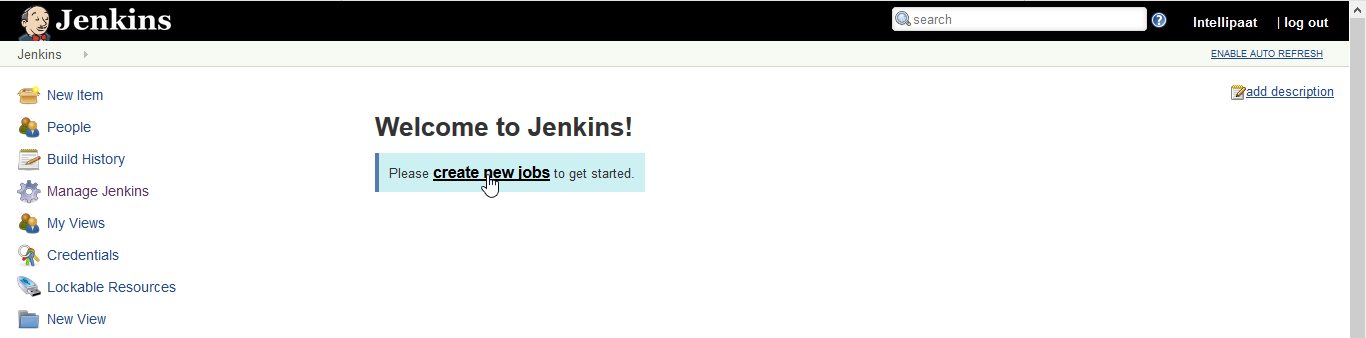 Jenkins
search
Intellipaat | log out
Jenkins
ENABLE AUTO REFRESH
New Item
People
Build History
Manage Jenkins
My Views
Credentials
Lockable Resources
New View
add description
Welcome to Jenkins!
Please create new jobs to get started.